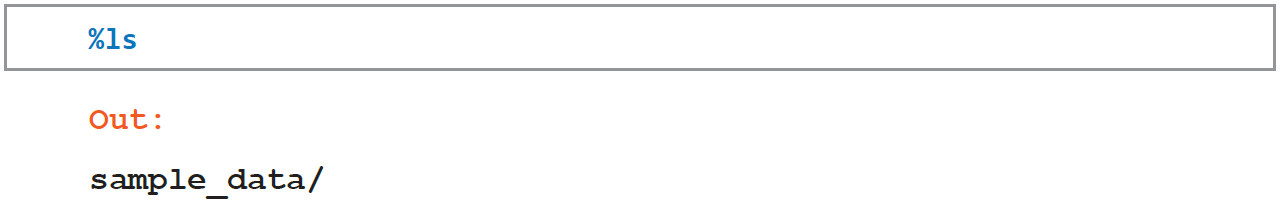 %ls
Out:
sample_data/